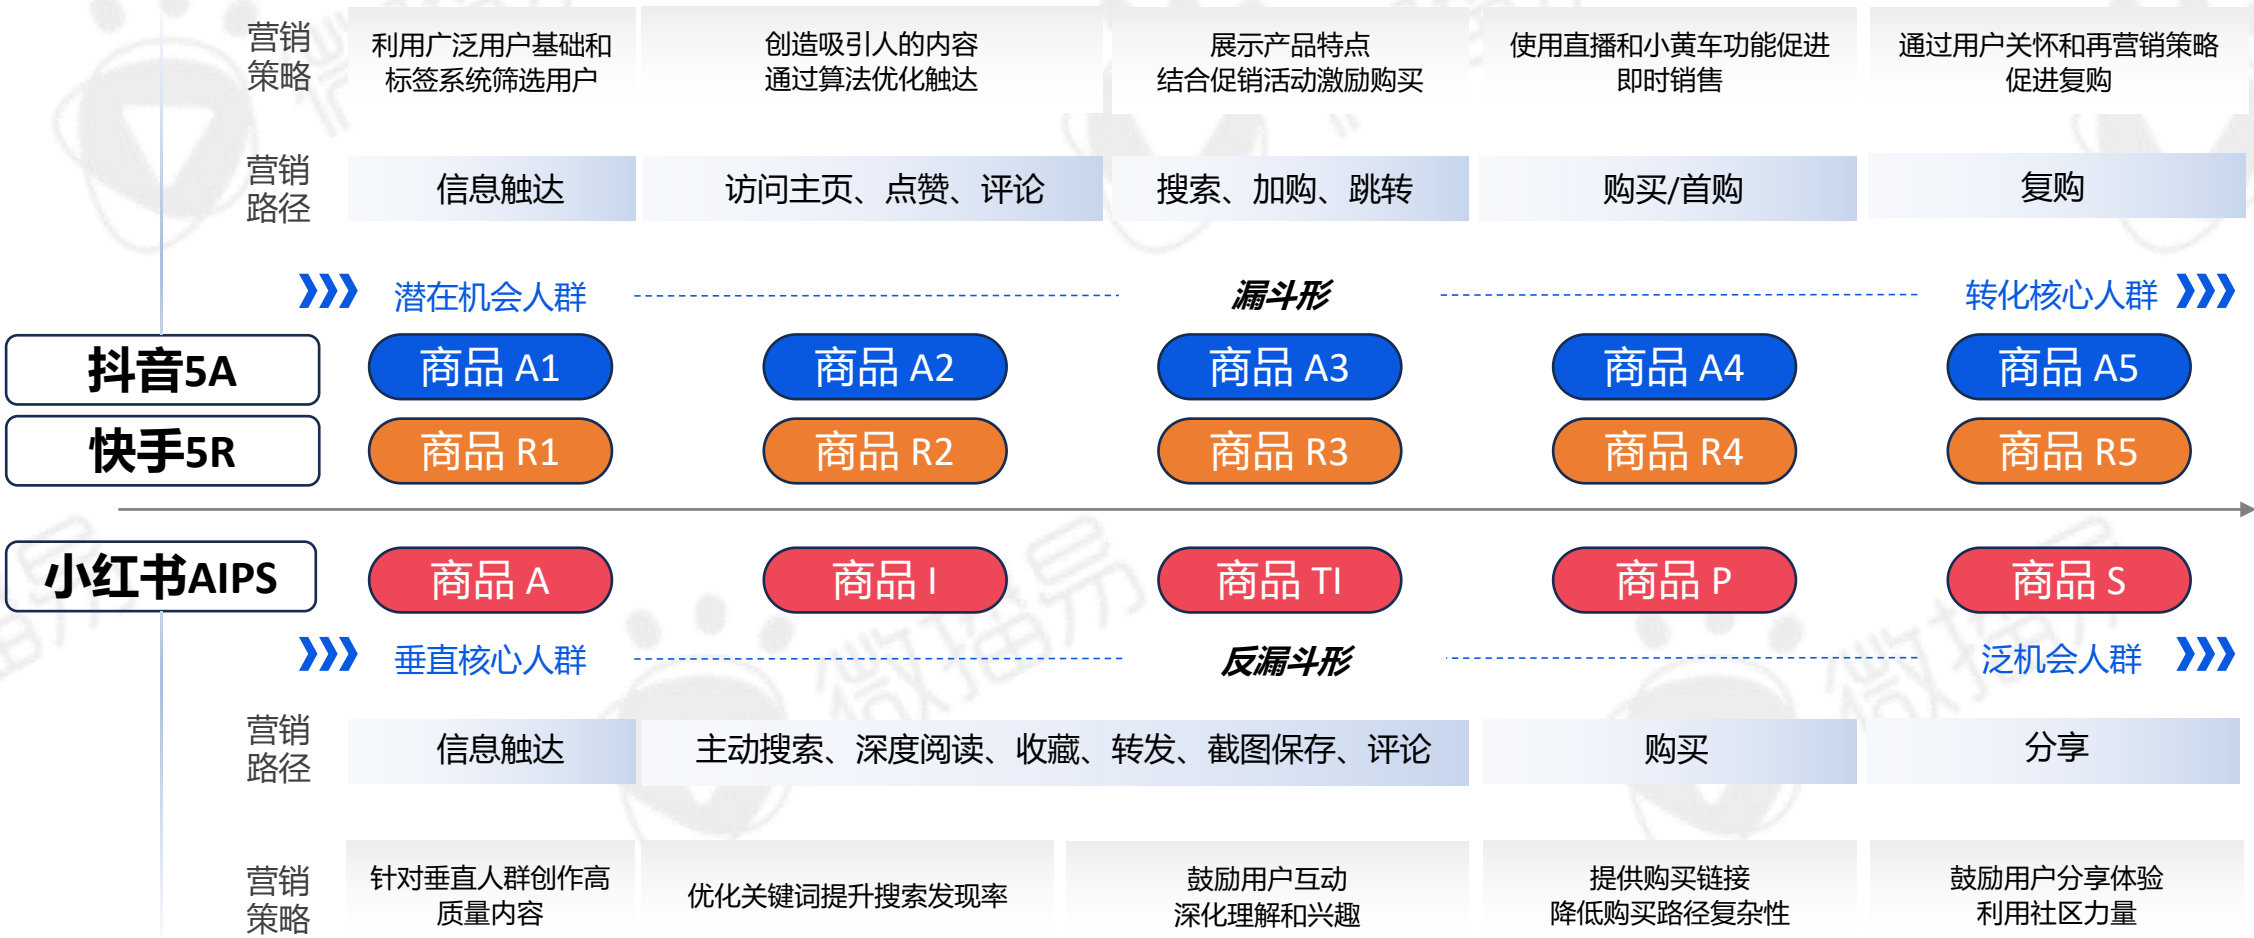 营销
策略
利用广泛用户基础和
标签系统筛选用户
创造吸引人的内容
通过算法优化触达
展示产品特点
结合促销活动激励购买
使用直播和小黄车功能促进
即时销售
通过用户关怀和再营销策略
促进复购
营销
路径
信息触达
访问主页、点赞、评论
搜索、加购、跳转
购买/首购
复购
潜在机会人群
漏斗形
转化核心人群
抖音5A
商品 A1
商品 A2
商品 A3
商品 A4
商品 A5
快手5R
商品 R1
商品 R2
商品 R3
商品 R4
商品 R5
小红书AIPS
商品 A
商品 I
商品 TI
商品 P
商品 S
垂直核心人群
反漏斗形
泛机会人群
营销
路径
信息触达
主动搜索、深度阅读、收藏、转发、截图保存、评论
购买
分享
营销
策略
针对垂直人群创作高
质量内容
优化关键词提升搜索发现率
鼓励用户互动
深化理解和兴趣
提供购买链接
降低购买路径复杂性
鼓励用户分享体验
利用社区力量
微播易
微播易